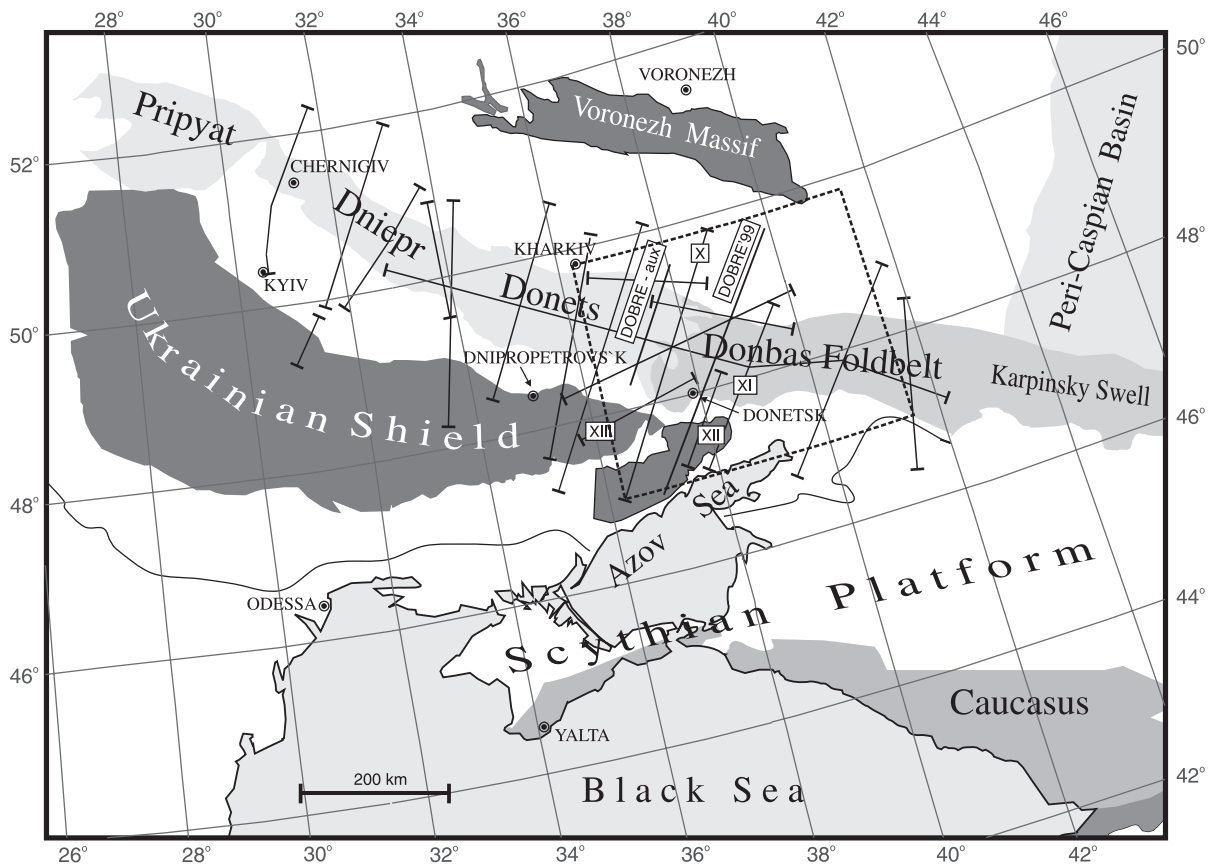 28° 30° 32° 34° 36° 38° 40° 42° 44° 46°
50°
VORONEZH
Pripyat
Voronezh Massif
Peri-Caspian Basin
52°
CHERNIGIV
Dniepr
48°
KHARKIV
X
DOBRE'99
DOBRE - aux
KYIV
Donets
50°
Ukrainian Shield
DNIPROPETROVS`K
Donbas Foldbelt
Karpinsky Swell
XI
46°
DONETSK
XIII
XII
48°
Azov Sea
Scythian Platform
44°
ODESSA
46°
Caucasus
YALTA
42°
200 km
Black Sea
26° 28° 30° 32° 34° 36° 38° 40° 42°